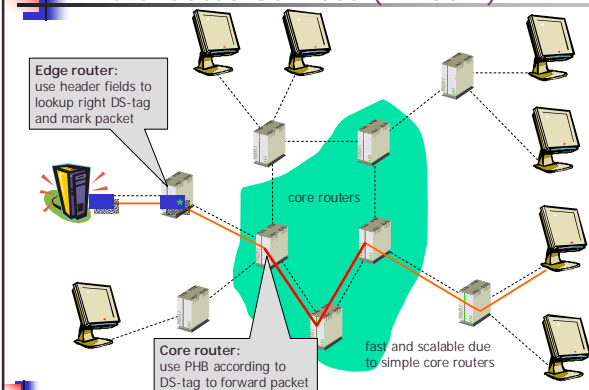 Edge router:
use header fields to
lookup right DS-tag
and mark packet
core routers
Core router:
use PHB according to
DS-tag to forward packet
fast and scalable due
to simple core routers